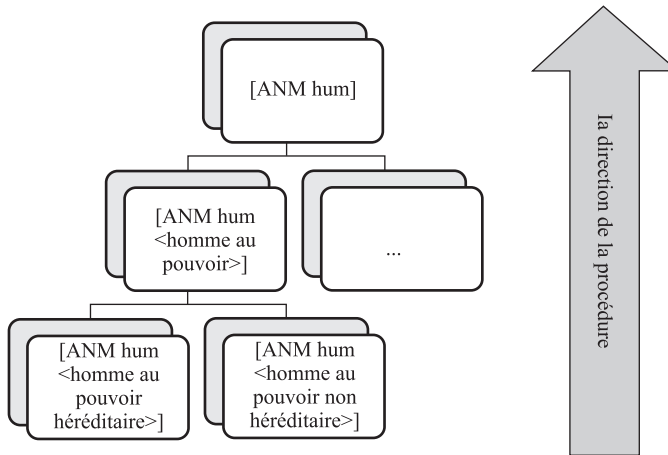 [ANM hum]
[ANM hum
<homme au
pouvoir>]
...
[ANM hum
<homme au
pouvoir
héréditaire>]
[ANM hum
<homme au
pouvoir non
héréditaire>]
Ia direction de la procédure